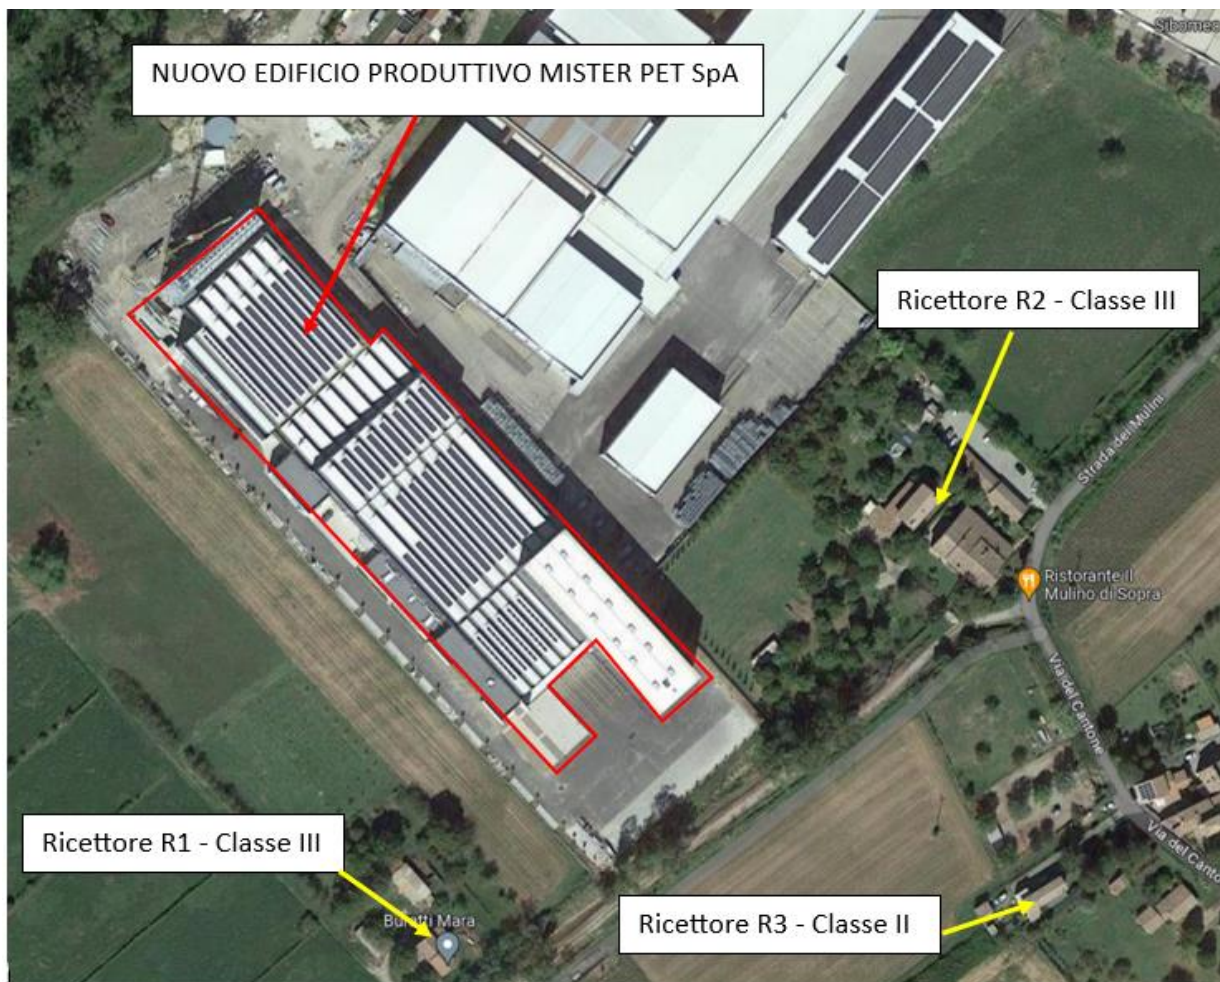 Sibomec
NUOVO EDIFICIO PRODUTTIVO MISTER PET SpA
Ricettore R2 - Classe III
Strada dei Mulini
Ristorante Il
Mulino di Sopra
Via del Cantone
Ricettore R1 - Classe III
Via del Canto
Buratti Mara
Ricettore R3 - Classe II